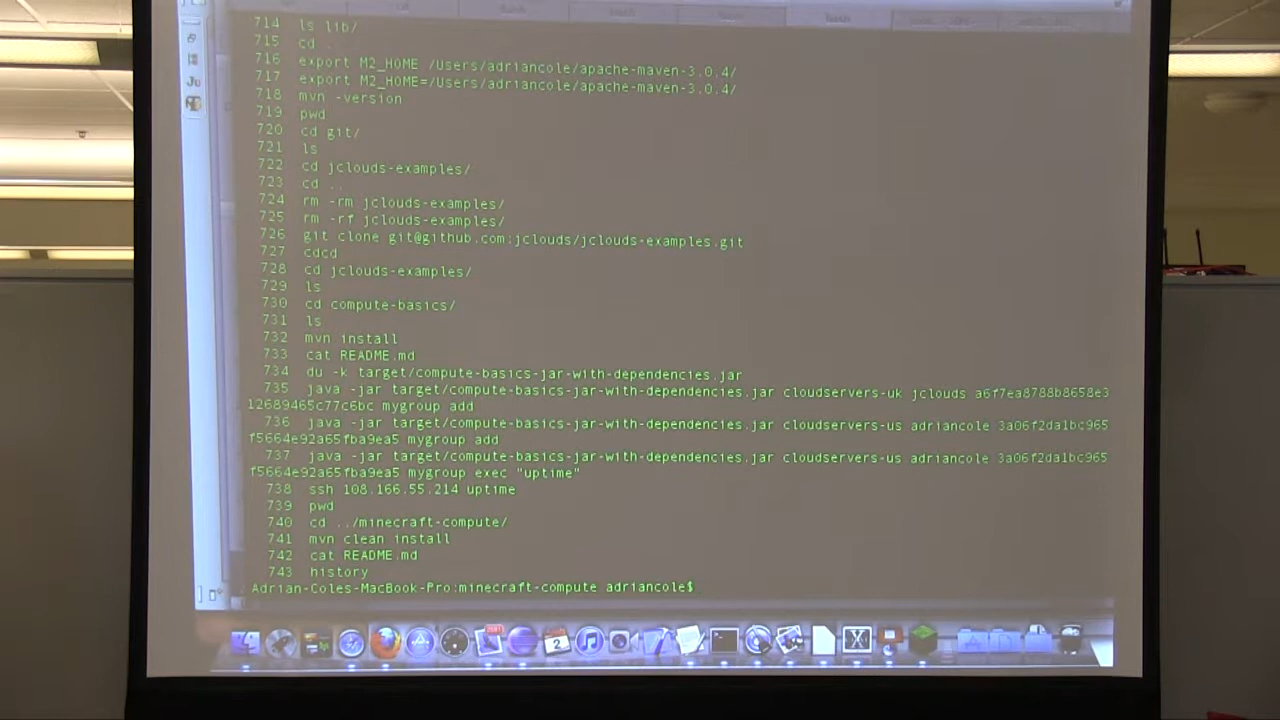 714 ls lib/
715 cd .
716 export M2_HOME /Users/adriancole/apache-maven-3.0.4/
717 export M2_HOME=/Users/adriancole/apache-maven-3.0.4/
718 mvn -version
719 pwd
720 cd git/
721 ls
722 cd jclouds-examples/
723 cd ..
724 rm -rm jclouds-examples/
725 rm -rf jclouds-examples/
726 git clone git@github.com:jclouds/jclouds-examples.git
727 cdcd
728 cd jclouds-examples/
729 ls
730 cd compute-basics/
731 ls
732 mvn install
733 cat README.md
734 du -k target/compute-basics-jar-with-dependencies.jar
735 java -jar target/compute-basics-jar-with-dependencies.jar cloudservers-uk jclouds a6f7ea8788b8658e3
12689465c77c6bc mygroup add
736 java -jar target/compute-basics-jar-with-dependencies.jar cloudservers-us adriancole 3a06f2da1bc965
f5664e92a65fba9ea5 mygroup add
737 java -jar target/compute-basics-jar-with-dependencies.jar cloudservers-us adriancole 3a06f2da1bc965
f5664e92a65fba9ea5 mygroup exec "uptime"
738 ssh 108.166.55.214 uptime
739 pwd
740 cd ../minecraft-compute/
741 mvn clean install
742 cat README.md
743 history
Adrian-Coles-MacBook-Pro:minecraft-compute adriancole$
2
X